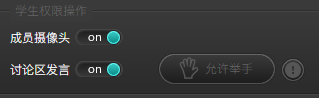 学生权限操作
成员摄像头 on
讨论区发言 on 允许举手